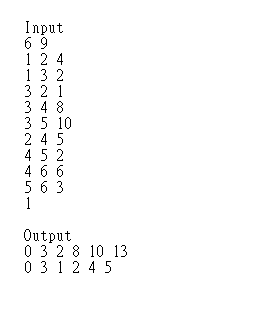 Input
6 9
1 2 4
1 3 2
3 2 1
3 4 8
3 5 10
2 4 5
4 5 2
4 6 6
5 6 3
1

Output
0 3 2 8 10 13
0 3 1 2 4 5